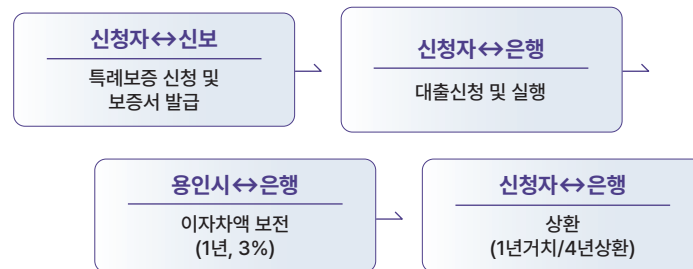 신청자↔신보
특례보증 신청 및
보증서 발급
신청자↔은행
대출신청 및 실행
용인시↔은행
이자차액 보전
(1년, 3%)
신청자↔은행
상환
(1년거치/4년상환)